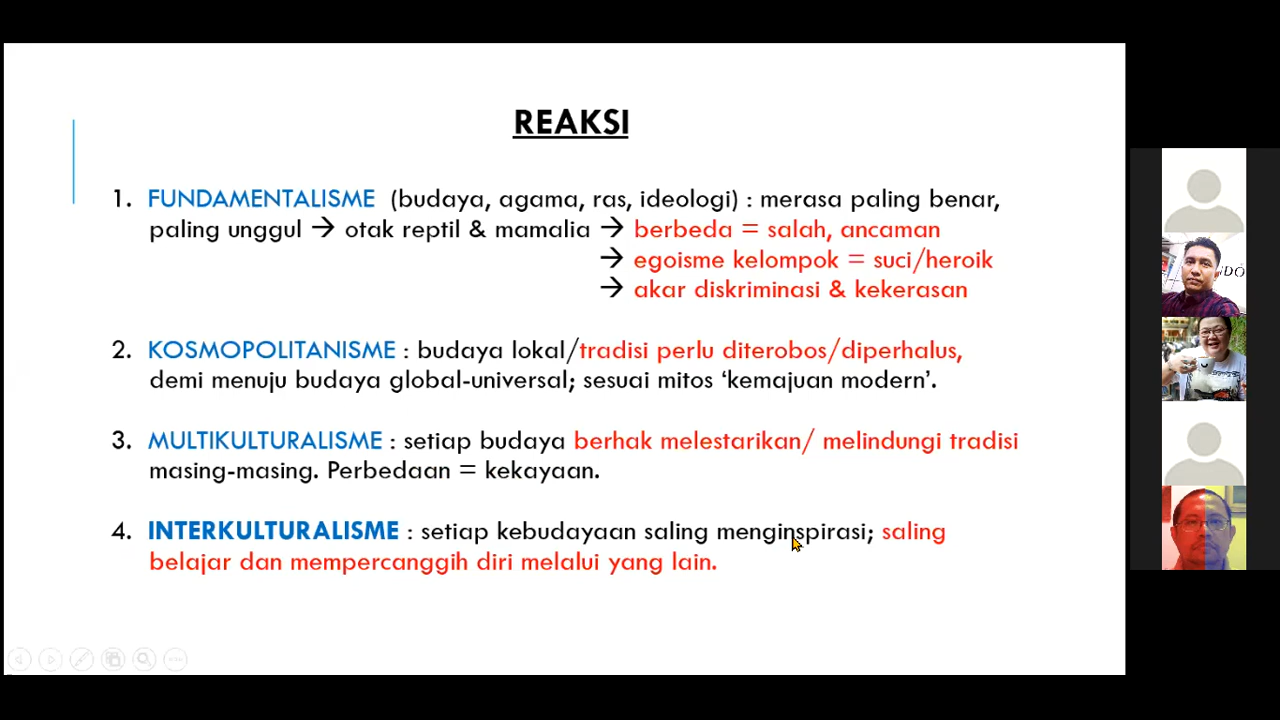 REAKSI
1. FUNDAMENTALISME (budaya, agama, ras, ideologi) : merasa paling benar,
paling unggul → otak reptil & mamalia → berbeda = salah, ancaman
→ egoisme kelompok = suci/heroik
→ akar diskriminasi & kekerasan
2. KOSMOPOLITANISME : budaya lokal/tradisi perlu diterobos/diperhalus,
demi menuju budaya global-universal; sesuai mitos ‘kemajuan modern’.
3. MULTIKULTURALISME : setiap budaya berhak melestarikan/ melindungi tradisi
masing-masing. Perbedaan = kekayaan.
4. INTERKULTURALISME : setiap kebudayaan saling menginspirasi; saling
belajar dan mempercanggih diri melalui yang lain.